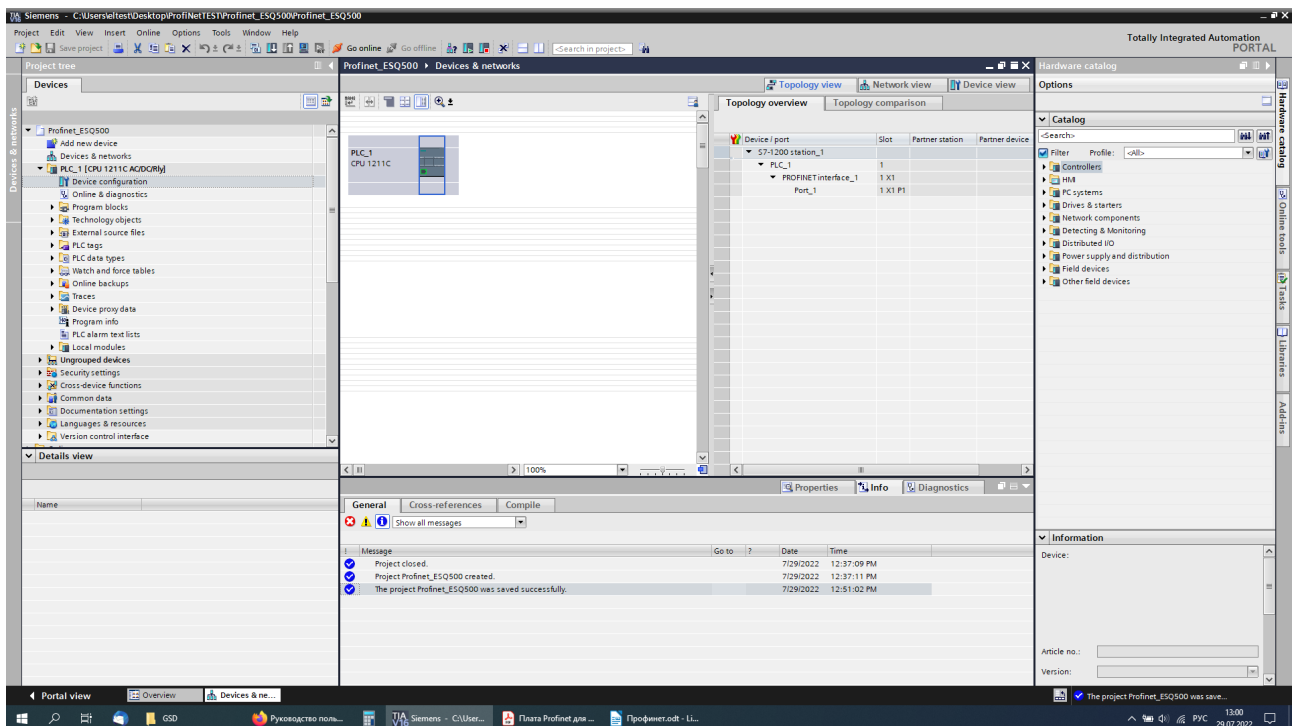 Siemens - C:\Users\eltest\Desktop\ProfiNetTEST\Profinet_ESQ500\Profinet_ESQ500
Project Edit View Insert Online Options Tools Window Help
Totally Integrated Automation
PORTAL
Save project
Go online
Go offline
<Search in project>
Project tree
Devices
Devices & networks
Profinet_ESQ500
Add new device
Devices & networks
PLC_1 [CPU 1211C AC/DC/Rly]
Device configuration
Online & diagnostics
Program blocks
Technology objects
External source files
PLC tags
PLC data types
Watch and force tables
Online backups
Traces
Device proxy data
Program info
PLC alarm text lists
Local modules
Ungrouped devices
Security settings
Cross-device functions
Common data
Documentation settings
Languages & resources
Version control interface
Details view
Name
Profinet_ESQ500 Devices & networks
Topology view
Network view
Device view
PLC_1
CPU 1211C
100%
Topology overview
Topology comparison
Device / port Slot Partner station Partner device
S7-1200 station_1
PLC_1 1
PROFINET interface_1 1 X1
Port_1 1 X1 P1
Properties
Info
Diagnostics
General
Cross-references
Compile
Show all messages
! Message Go to ? Date Time
Project closed. 7/29/2022 12:37:09 PM
Project Profinet_ESQ500 created. 7/29/2022 12:37:11 PM
The project Profinet_ESQ500 was saved successfully. 7/29/2022 12:51:02 PM
Hardware catalog
Options
Catalog
<Search>
Filter Profile: <All>
Controllers
HMI
PC systems
Drives & starters
Network components
Detecting & Monitoring
Distributed I/O
Power supply and distribution
Field devices
Other field devices
Information
Device:
Article no.:
Version:
Hardware catalog
Online tools
Tasks
Libraries
Add-ins
Portal view
Overview
Devices & ne...
The project Profinet_ESQ500 was save...
GSD
Руководство поль...
V16
Siemens - C:\User...
Плата Profinet для ...
Профинет.odt - Li...
РУС
13:00
29.07.2022